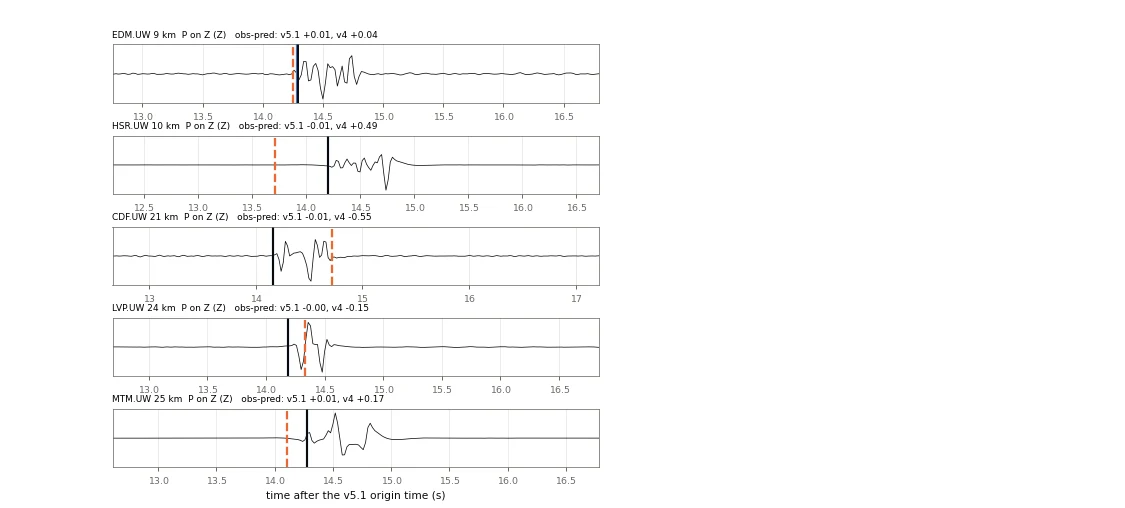 EDM.UW 9 km P on Z (Z) obs-pred: v5.1 +0.01, v4 +0.04
13.0 13.5 14.0 14.5 15.0 15.5 16.0 16.5
HSR.UW 10 km P on Z (Z) obs-pred: v5.1 -0.01, v4 +0.49
12.5 13.0 13.5 14.0 14.5 15.0 15.5 16.0 16.5
CDF.UW 21 km P on Z (Z) obs-pred: v5.1 -0.01, v4 -0.55
13 14 15 16 17
LVP.UW 24 km P on Z (Z) obs-pred: v5.1 -0.00, v4 -0.15
13.0 13.5 14.0 14.5 15.0 15.5 16.0 16.5
MTM.UW 25 km P on Z (Z) obs-pred: v5.1 +0.01, v4 +0.17
13.0 13.5 14.0 14.5 15.0 15.5 16.0 16.5
time after the v5.1 origin time (s)